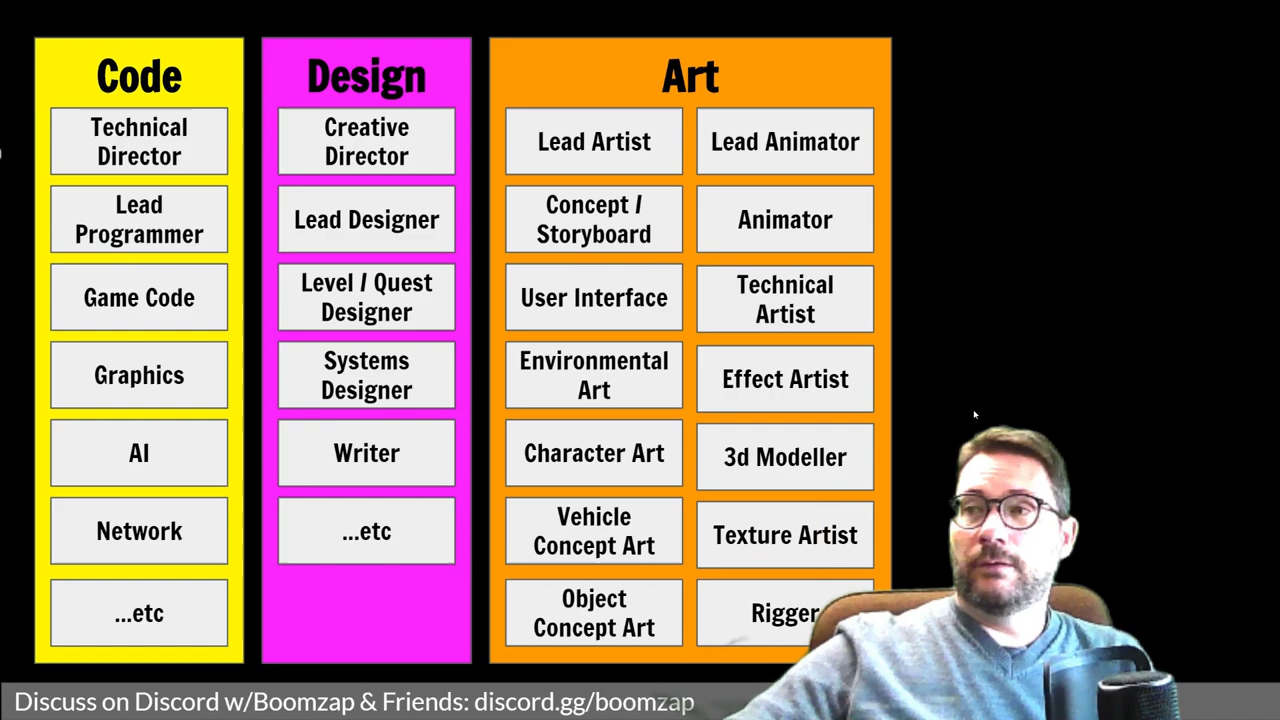 Code
Technical
Director
Lead
Programmer
Game Code
Graphics
AI
Network
...etc
Design
Creative
Director
Lead Designer
Level / Quest
Designer
Systems
Designer
Writer
...etc
Art
Lead Artist
Concept /
Storyboard
User Interface
Environmental
Art
Character Art
Vehicle
Concept Art
Object
Concept Art
Lead Animator
Animator
Technical
Artist
Effect Artist
3d Modeller
Texture Artist
Rigger
Discuss on Discord w/Boomzap & Friends: discord.gg/boomzap